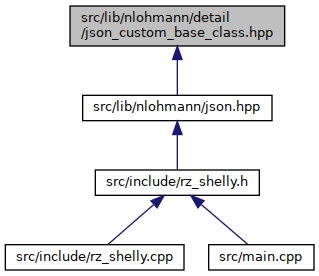 src/lib/nlohmann/detail
/json_custom_base_class.hpp
src/lib/nlohmann/json.hpp
src/include/rz_shelly.h
src/include/rz_shelly.cpp
src/main.cpp